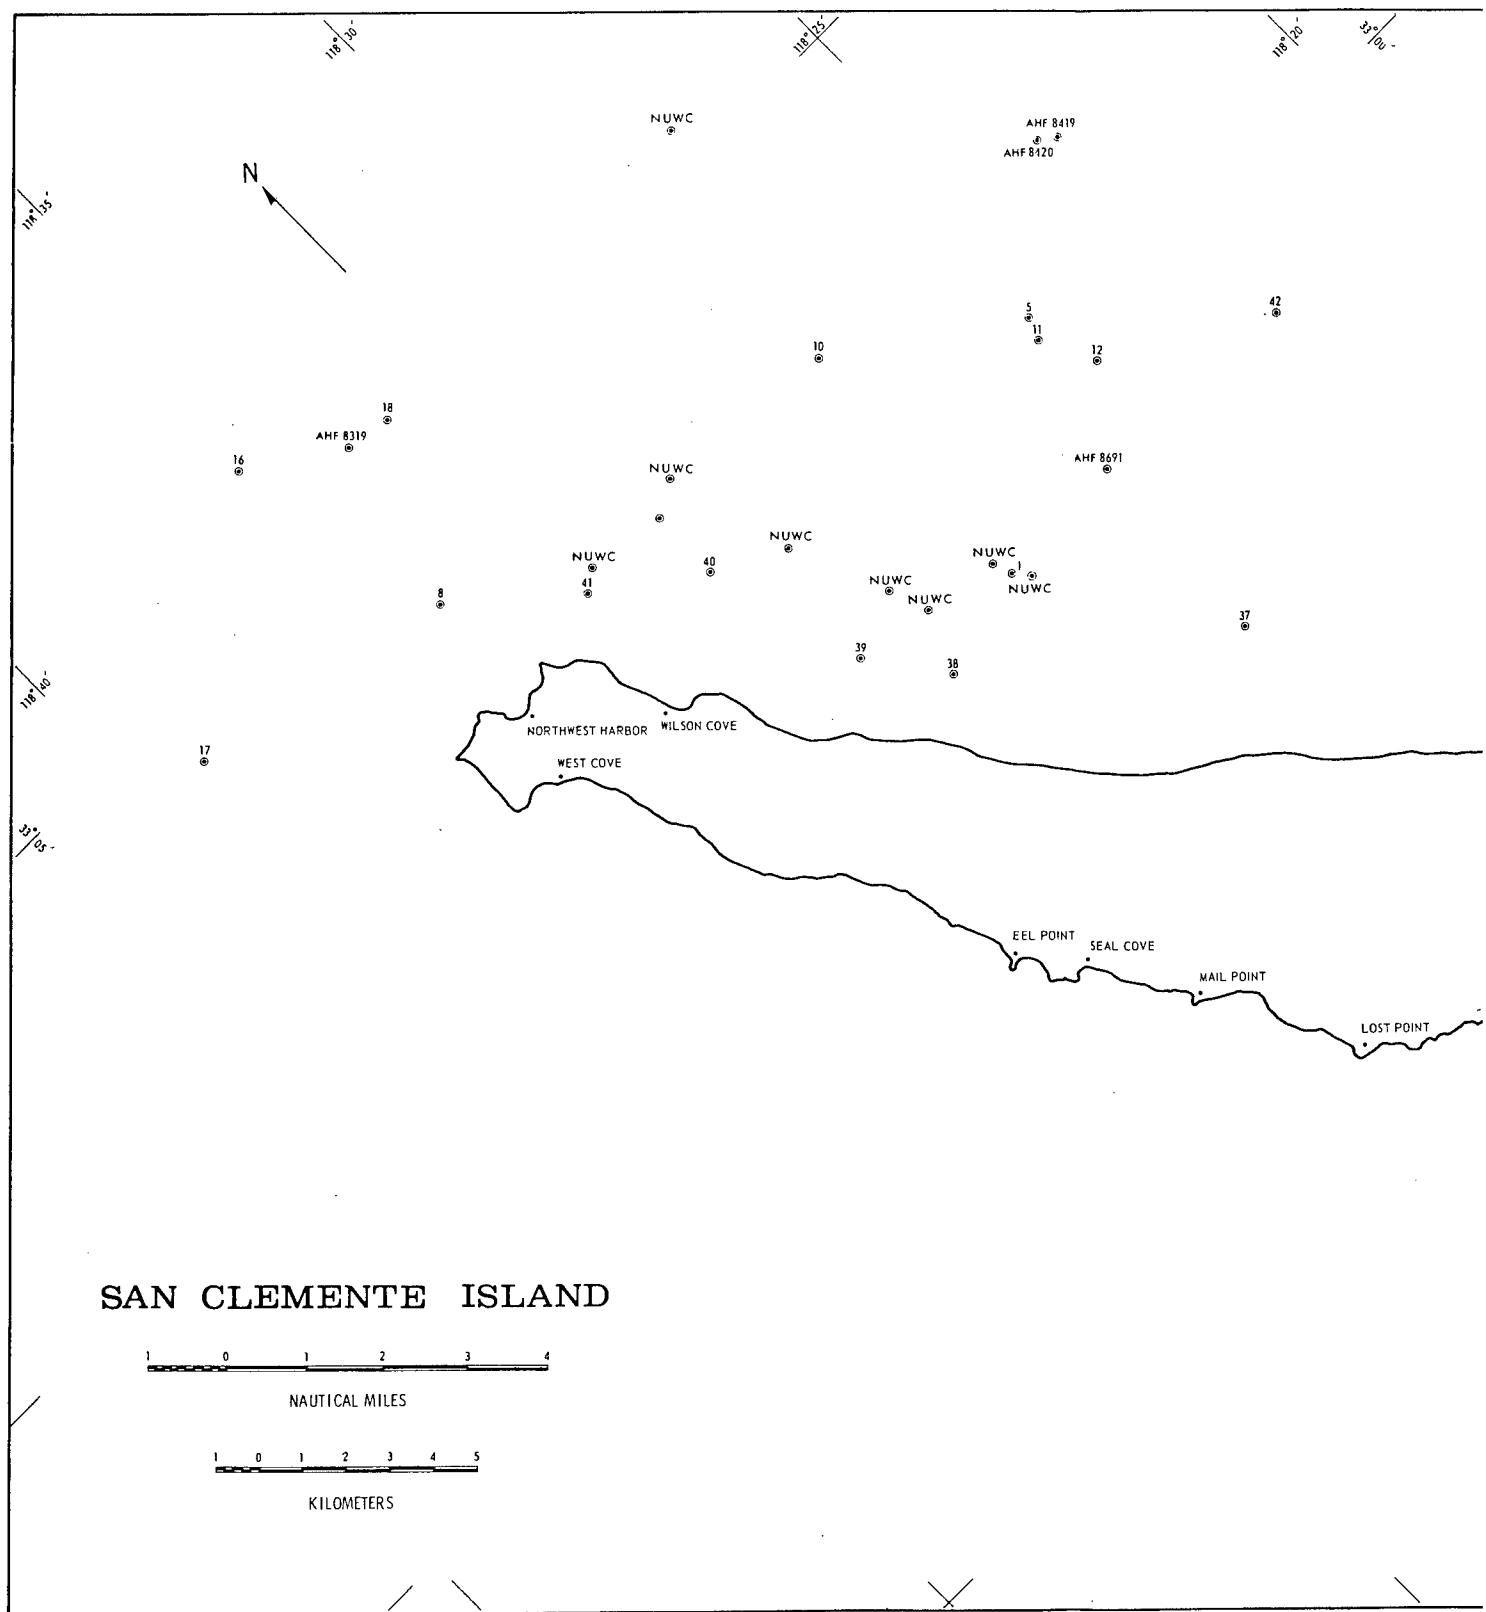 118° 30'
118° 25'
118° 20'
33° 00'
NUWC
AHF 8419
AHF 8420
N
118° 35'
5
42
11
10
12
18
AHF 8319
16
AHF 8691
NUWC
NUWC
NUWC
NUWC
40
1
41
NUWC
NUWC
8
NUWC
37
39
38
118° 40'
NORTHWEST HARBOR
WILSON COVE
17
WEST COVE
33° 05'
EEL POINT
SEAL COVE
MAIL POINT
LOST POINT
SAN CLEMENTE ISLAND
1 0 1 2 3 4
NAUTICAL MILES
1 0 1 2 3 4 5
KILOMETERS